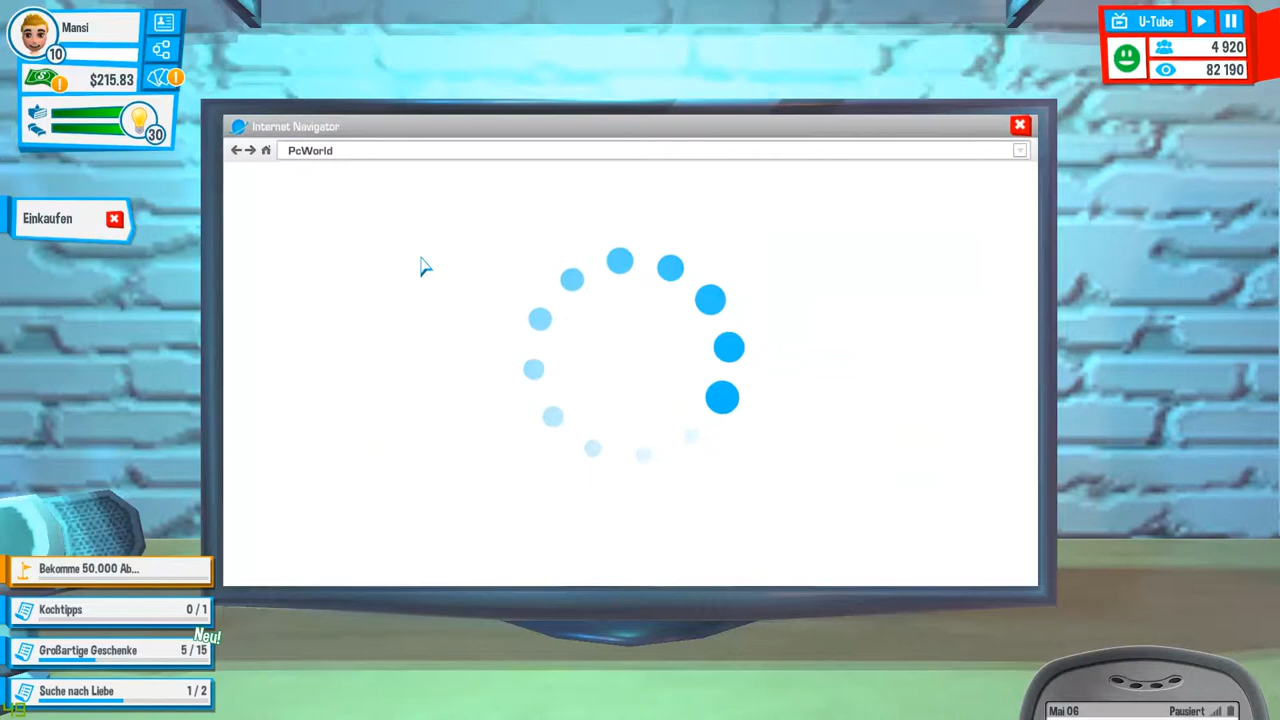 Mansi
10
$215.83
30
U-Tube
4 920
82 190
Internet Navigator
PcWorld
Einkaufen
Bekomme 50.000 Ab...
Kochtipps 0 / 1
Neu!
Großartige Geschenke 5 / 15
Suche nach Liebe 1 / 2
49
Mai 06 Pausiert